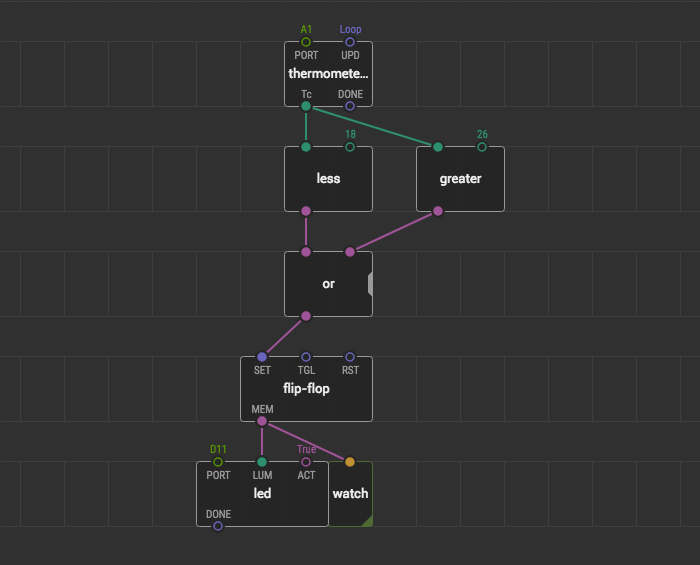 A1 Loop
PORT UPD
thermomete...
Tc DONE
18 26
less greater
or
SET TGL RST
flip-flop
MEM
D11 True
PORT LUM ACT
led watch
DONE